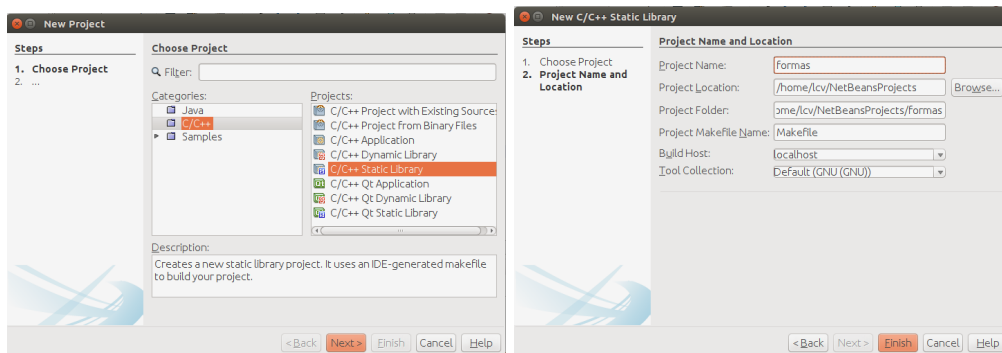 New Project
Steps
1. Choose Project
2. ...
Choose Project
Filter:
Categories:
Java
C/C++
Samples
Projects:
C/C++ Project with Existing Source
C/C++ Project from Binary Files
C/C++ Application
C/C++ Dynamic Library
C/C++ Static Library
C/C++ Qt Application
C/C++ Qt Dynamic Library
C/C++ Qt Static Library
Description:
Creates a new static library project. It uses an IDE-generated makefile
to build your project.
< Back Next > Finish Cancel Help
New C/C++ Static Library
Steps
1. Choose Project
2. Project Name and
Location
Project Name and Location
Project Name: formas
Project Location: /home/lcv/NetBeansProjects Browse...
Project Folder: ome/lcv/NetBeansProjects/formas
Project Makefile Name: Makefile
Build Host: localhost
Tool Collection: Default (GNU (GNU))
< Back Next > Finish Cancel Help